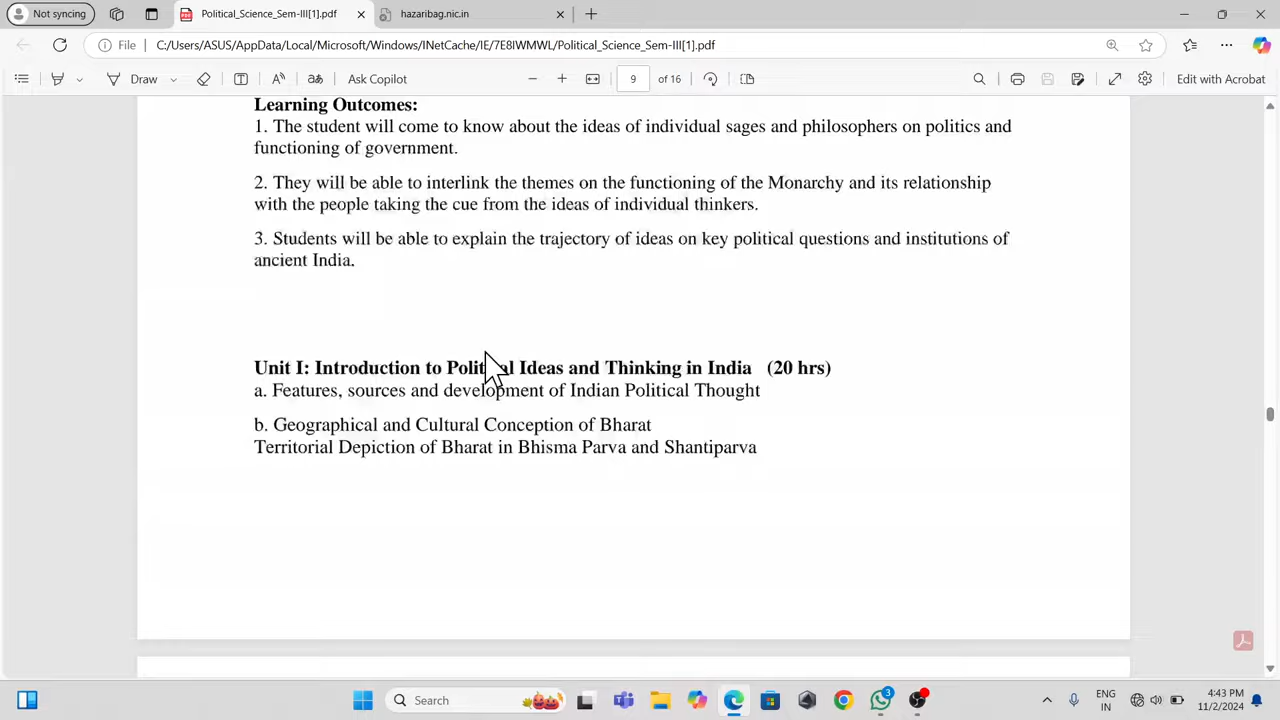 Not syncing
Political_Science_Sem-III[1].pdf
hazaribag.nic.in
File
C:/Users/ASUS/AppData/Local/Microsoft/Windows/INetCache/IE/7E8IWMWL/Political_Science_Sem-III[1].pdf
Draw
Ask Copilot
9 of 16
Edit with Acrobat
Learning Outcomes:
1. The student will come to know about the ideas of individual sages and philosophers on politics and
functioning of government.
2. They will be able to interlink the themes on the functioning of the Monarchy and its relationship
with the people taking the cue from the ideas of individual thinkers.
3. Students will be able to explain the trajectory of ideas on key political questions and institutions of
ancient India.
Unit I: Introduction to Political Ideas and Thinking in India (20 hrs)
a. Features, sources and development of Indian Political Thought
b. Geographical and Cultural Conception of Bharat
Territorial Depiction of Bharat in Bhisma Parva and Shantiparva
Search
3
ENG
IN
4:43 PM
11/2/2024